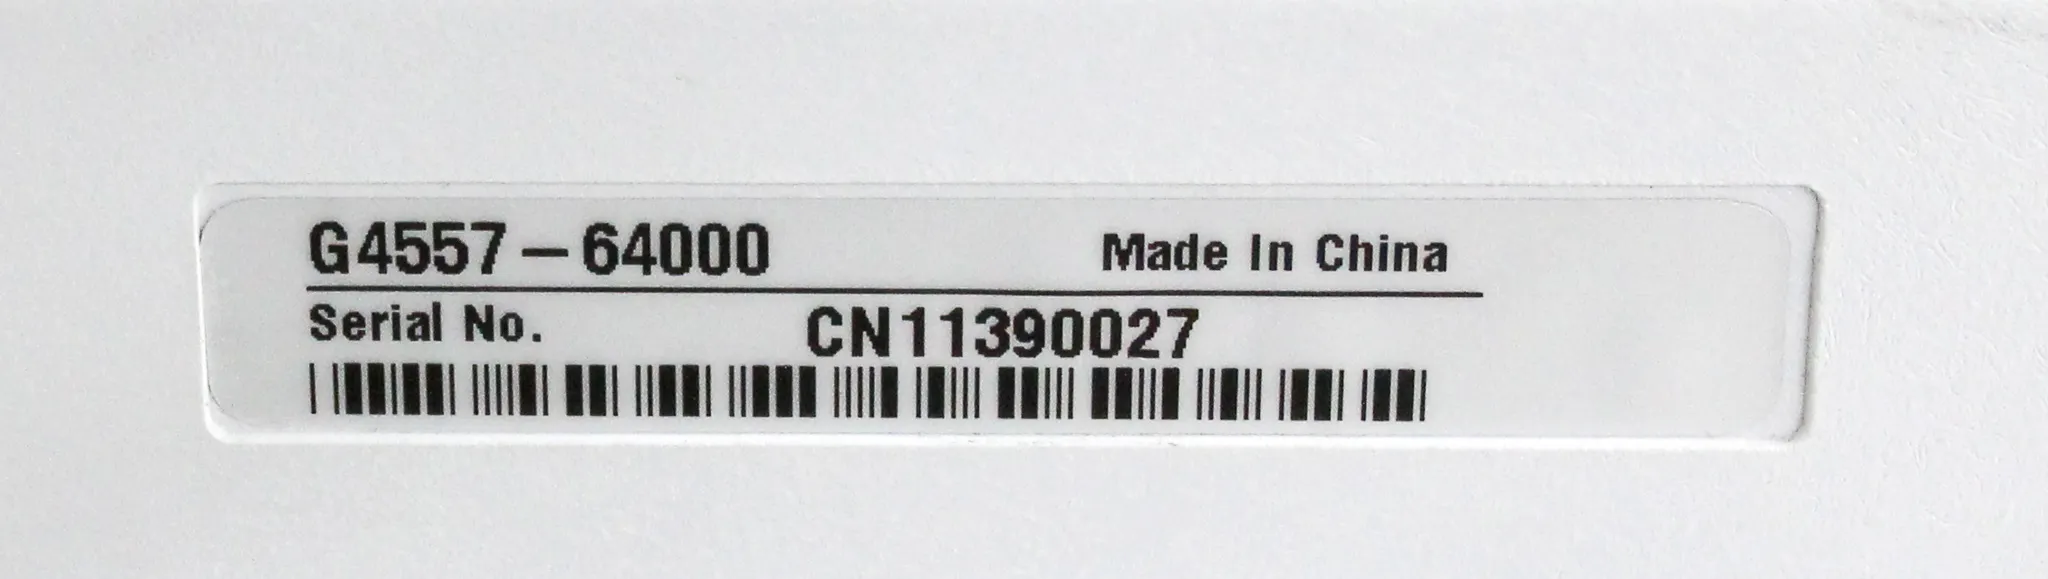 G4557-64000 Made In China
Serial No. CN11390027